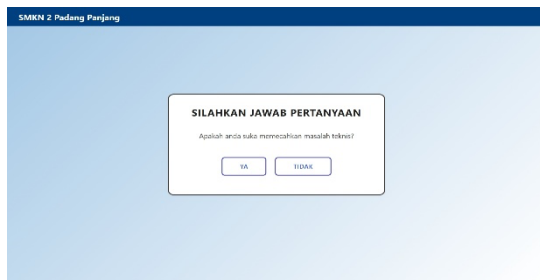 SMKN 2 Padang Panjang
SILAHKAN JAWAB PERTANYAAN
Apakah anda suka memecahkan masalah teknis?
YA
TIDAK